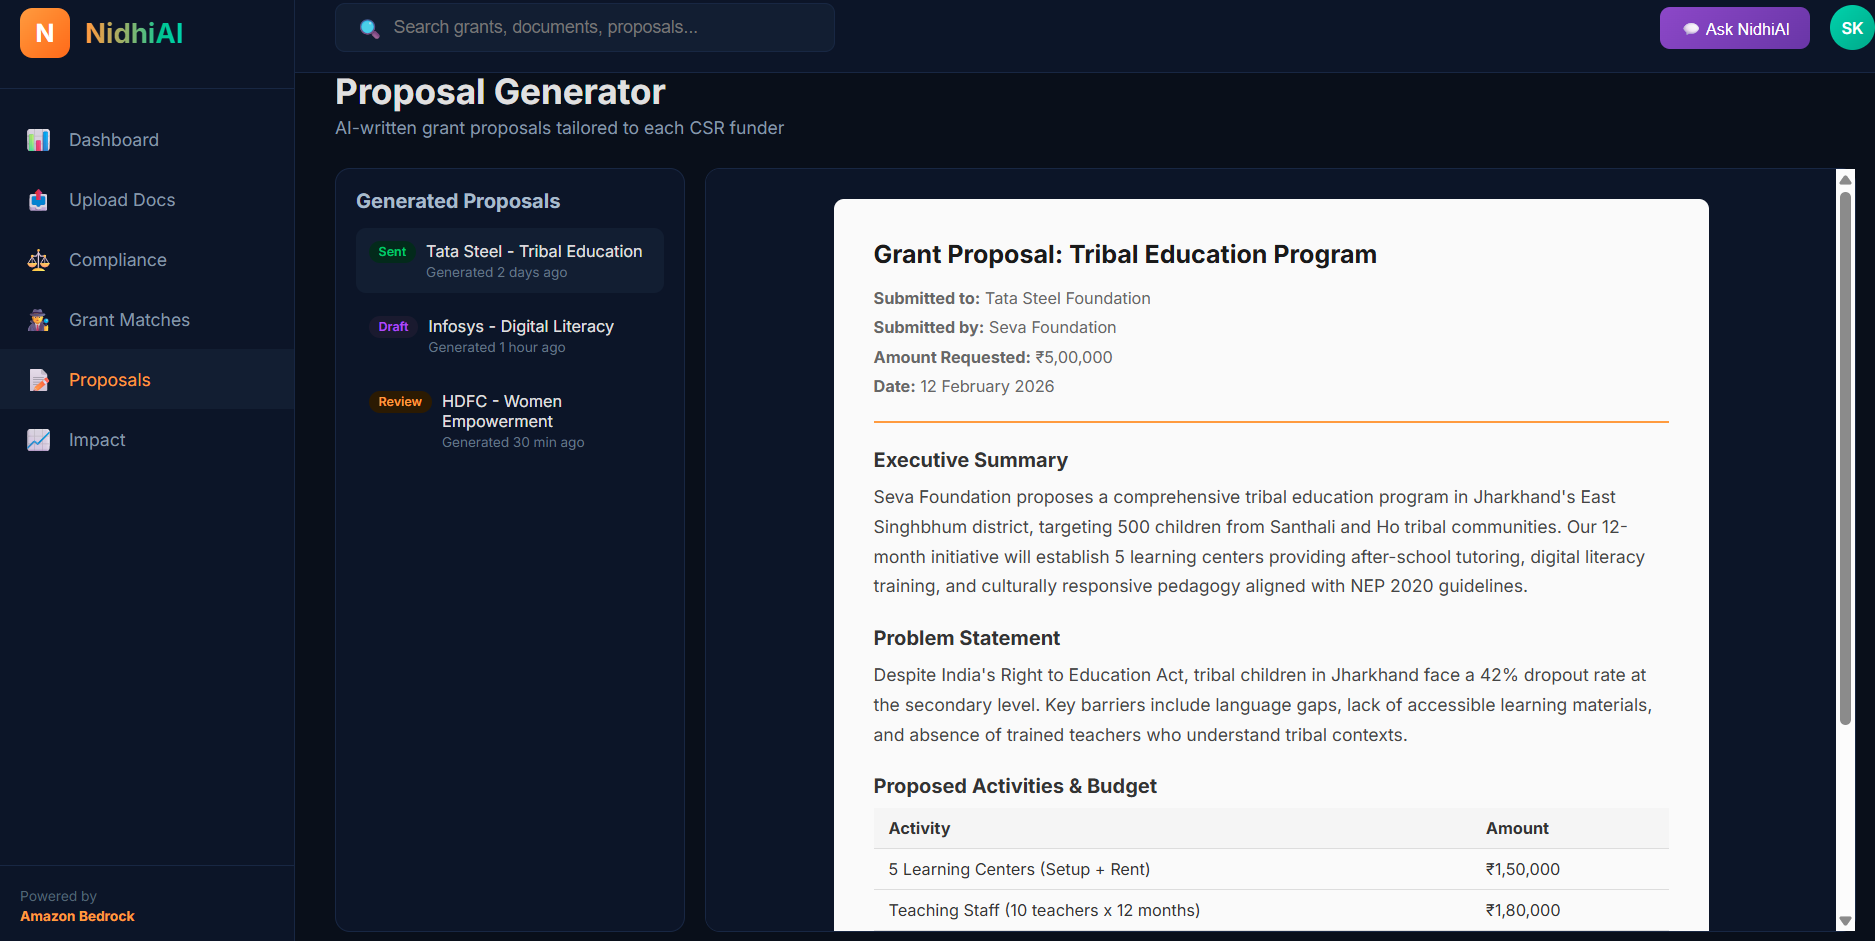 N NidhiAI
Search grants, documents, proposals...
Ask NidhiAI
SK
Dashboard
Upload Docs
Compliance
Grant Matches
Proposals
Impact
Powered by
Amazon Bedrock
Proposal Generator
AI-written grant proposals tailored to each CSR funder
Generated Proposals
Sent Tata Steel - Tribal Education
Generated 2 days ago
Draft Infosys - Digital Literacy
Generated 1 hour ago
Review HDFC - Women
Empowerment
Generated 30 min ago
Grant Proposal: Tribal Education Program
Submitted to: Tata Steel Foundation
Submitted by: Seva Foundation
Amount Requested: ₹5,00,000
Date: 12 February 2026
Executive Summary
Seva Foundation proposes a comprehensive tribal education program in Jharkhand's East
Singhbhum district, targeting 500 children from Santhali and Ho tribal communities. Our 12-
month initiative will establish 5 learning centers providing after-school tutoring, digital literacy
training, and culturally responsive pedagogy aligned with NEP 2020 guidelines.
Problem Statement
Despite India's Right to Education Act, tribal children in Jharkhand face a 42% dropout rate at
the secondary level. Key barriers include language gaps, lack of accessible learning materials,
and absence of trained teachers who understand tribal contexts.
Proposed Activities & Budget
Activity Amount
5 Learning Centers (Setup + Rent) ₹1,50,000
Teaching Staff (10 teachers x 12 months) ₹1,80,000